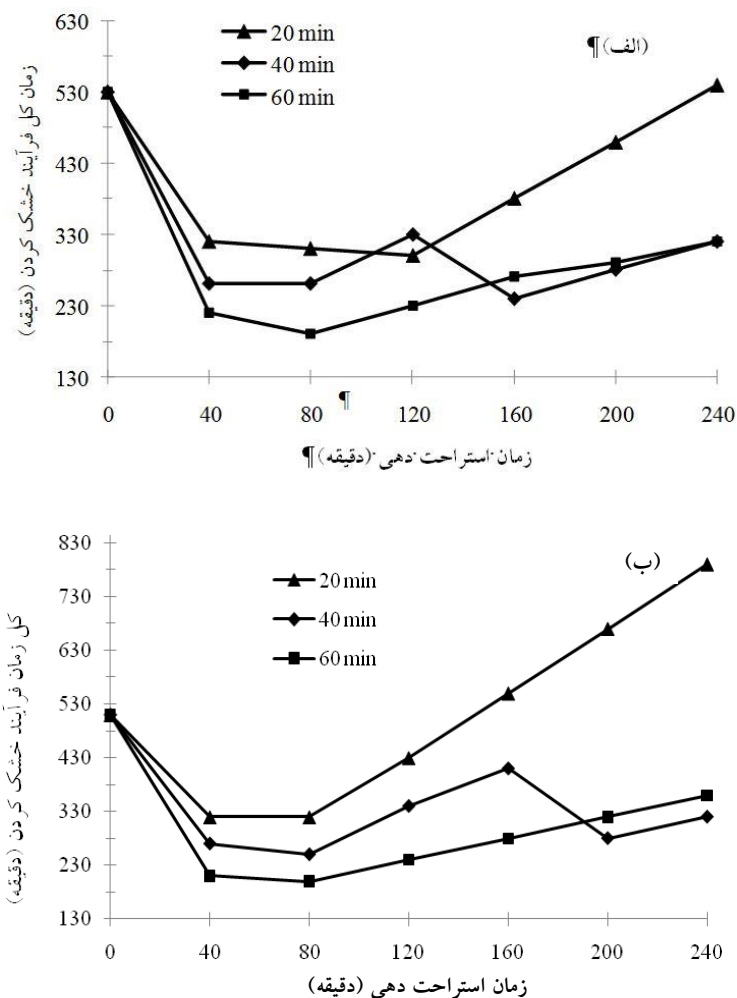 630
530
430
330
230
130
زمان کل فرآیند خشک کردن (دقیقه)
20 min
40 min
60 min
(الف)¶
0 40 80 120 160 200 240
¶
زمان·استراحت·دهی·(دقیقه)¶
830
730
630
530
430
330
230
130
کل زمان فرآیند خشک کردن (دقیقه)
20 min
40 min
60 min
(ب)
0 40 80 120 160 200 240
زمان استراحت دهی (دقیقه)